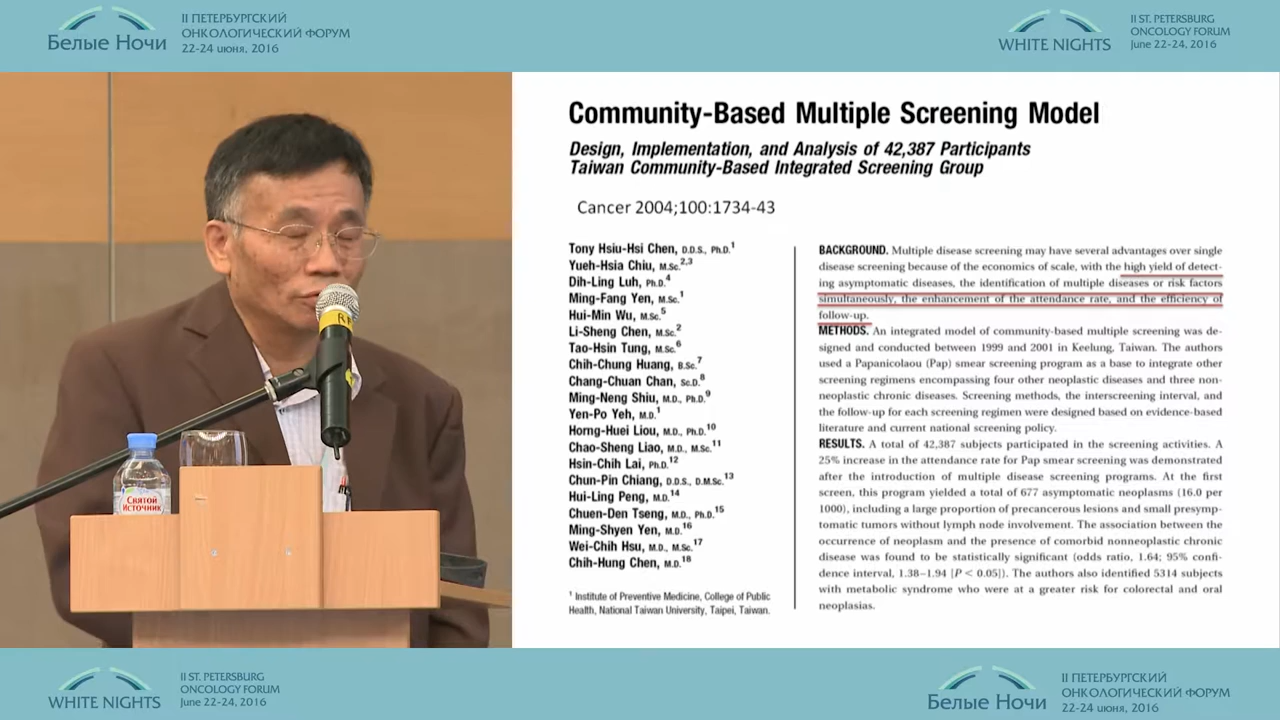 Белые Ночи
II ПЕТЕРБУРГСКИЙ
ОНКОЛОГИЧЕСКИЙ ФОРУМ
22-24 июня, 2016
WHITE NIGHTS
II ST. PETERSBURG
ONCOLOGY FORUM
June 22-24, 2016
Святой
Источник
Community-Based Multiple Screening Model
Design, Implementation, and Analysis of 42,387 Participants
Taiwan Community-Based Integrated Screening Group
Cancer 2004;100:1734-43
Tony Hsiu-Hsi Chen, D.D.S., Ph.D.1
Yueh-Hsia Chiu, M.Sc.2,3
Dih-Ling Luh, Ph.D.4
Ming-Fang Yen, M.Sc.1
Hui-Min Wu, M.Sc.5
Li-Sheng Chen, M.Sc.2
Tao-Hsin Tung, M.Sc.6
Chih-Chung Huang, B.Sc.7
Chang-Chuan Chan, Sc.D.8
Ming-Neng Shiu, M.D., Ph.D.9
Yen-Po Yeh, M.D.1
Horng-Huei Liou, M.D., Ph.D.10
Chao-Sheng Liao, M.D., M.Sc.11
Hsin-Chih Lai, Ph.D.12
Chun-Pin Chiang, D.D.S., D.M.Sc.13
Hui-Ling Peng, M.D.14
Chuen-Den Tseng, M.D., Ph.D.15
Ming-Shyen Yen, M.D.16
Wei-Chih Hsu, M.D., M.Sc.17
Chih-Hung Chen, M.D.18
1 Institute of Preventive Medicine, College of Public
Health, National Taiwan University, Taipei, Taiwan.
BACKGROUND. Multiple disease screening may have several advantages over single
disease screening because of the economics of scale, with the high yield of detect-
ing asymptomatic diseases, the identification of multiple diseases or risk factors
simultaneously, the enhancement of the attendance rate, and the efficiency of
follow-up.
METHODS. An integrated model of community-based multiple screening was de-
signed and conducted between 1999 and 2001 in Keelung, Taiwan. The authors
used a Papanicolaou (Pap) smear screening program as a base to integrate other
screening regimens encompassing four other neoplastic diseases and three non-
neoplastic chronic diseases. Screening methods, the interscreening interval, and
the follow-up for each screening regimen were designed based on evidence-based
literature and current national screening policy.
RESULTS. A total of 42,387 subjects participated in the screening activities. A
25% increase in the attendance rate for Pap smear screening was demonstrated
after the introduction of multiple disease screening programs. At the first
screen, this program yielded a total of 677 asymptomatic neoplasms (16.0 per
1000), including a large proportion of precancerous lesions and small presymp-
tomatic tumors without lymph node involvement. The association between the
occurrence of neoplasm and the presence of comorbid nonneoplastic chronic
disease was found to be statistically significant (odds ratio, 1.64; 95% confi-
dence interval, 1.38–1.94 [P < 0.05]). The authors also identified 5314 subjects
with metabolic syndrome who were at a greater risk for colorectal and oral
neoplasias.
WHITE NIGHTS
II ST. PETERSBURG
ONCOLOGY FORUM
June 22-24, 2016
Белые Ночи
II ПЕТЕРБУРГСКИЙ
ОНКОЛОГИЧЕСКИЙ ФОРУМ
22-24 июня, 2016